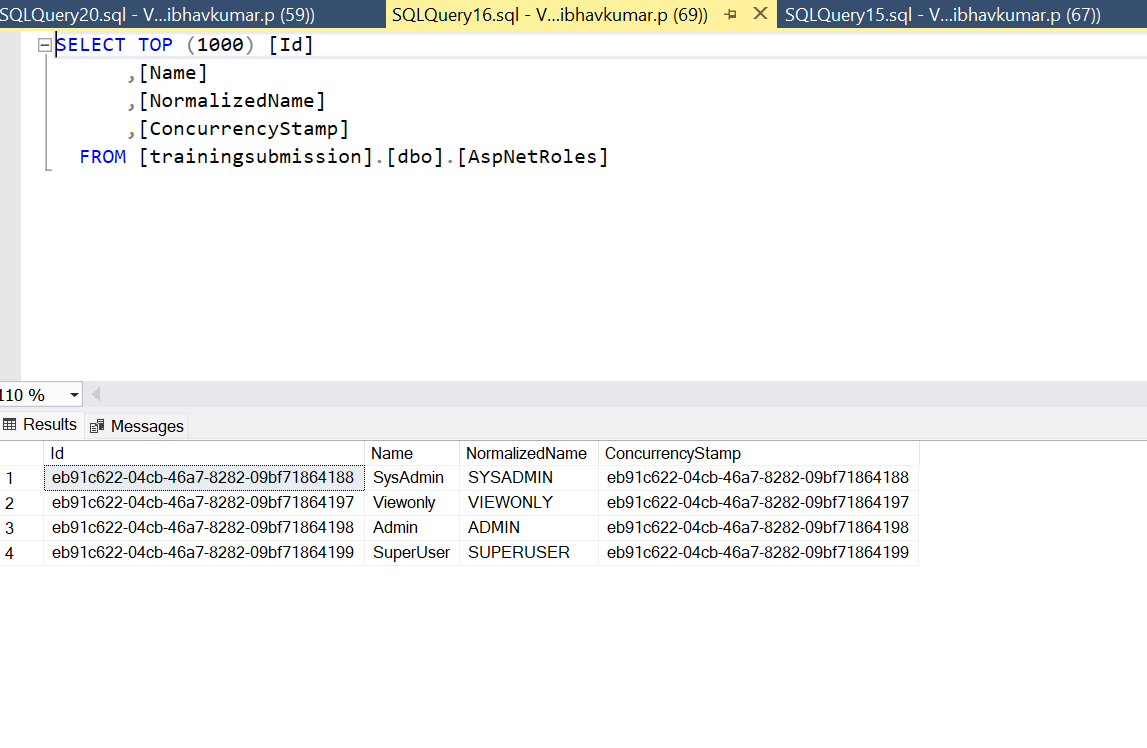 SQLQuery20.sql - V...ibhavkumar.p (59)) SQLQuery16.sql - V...ibhavkumar.p (69)) SQLQuery15.sql - V...ibhavkumar.p (67))
SELECT TOP (1000) [Id]
,[Name]
,[NormalizedName]
,[ConcurrencyStamp]
FROM [trainingsubmission].[dbo].[AspNetRoles]
110 %
Results Messages
Id Name NormalizedName ConcurrencyStamp
1 eb91c622-04cb-46a7-8282-09bf71864188 SysAdmin SYSADMIN eb91c622-04cb-46a7-8282-09bf71864188
2 eb91c622-04cb-46a7-8282-09bf71864197 Viewonly VIEWONLY eb91c622-04cb-46a7-8282-09bf71864197
3 eb91c622-04cb-46a7-8282-09bf71864198 Admin ADMIN eb91c622-04cb-46a7-8282-09bf71864198
4 eb91c622-04cb-46a7-8282-09bf71864199 SuperUser SUPERUSER eb91c622-04cb-46a7-8282-09bf71864199